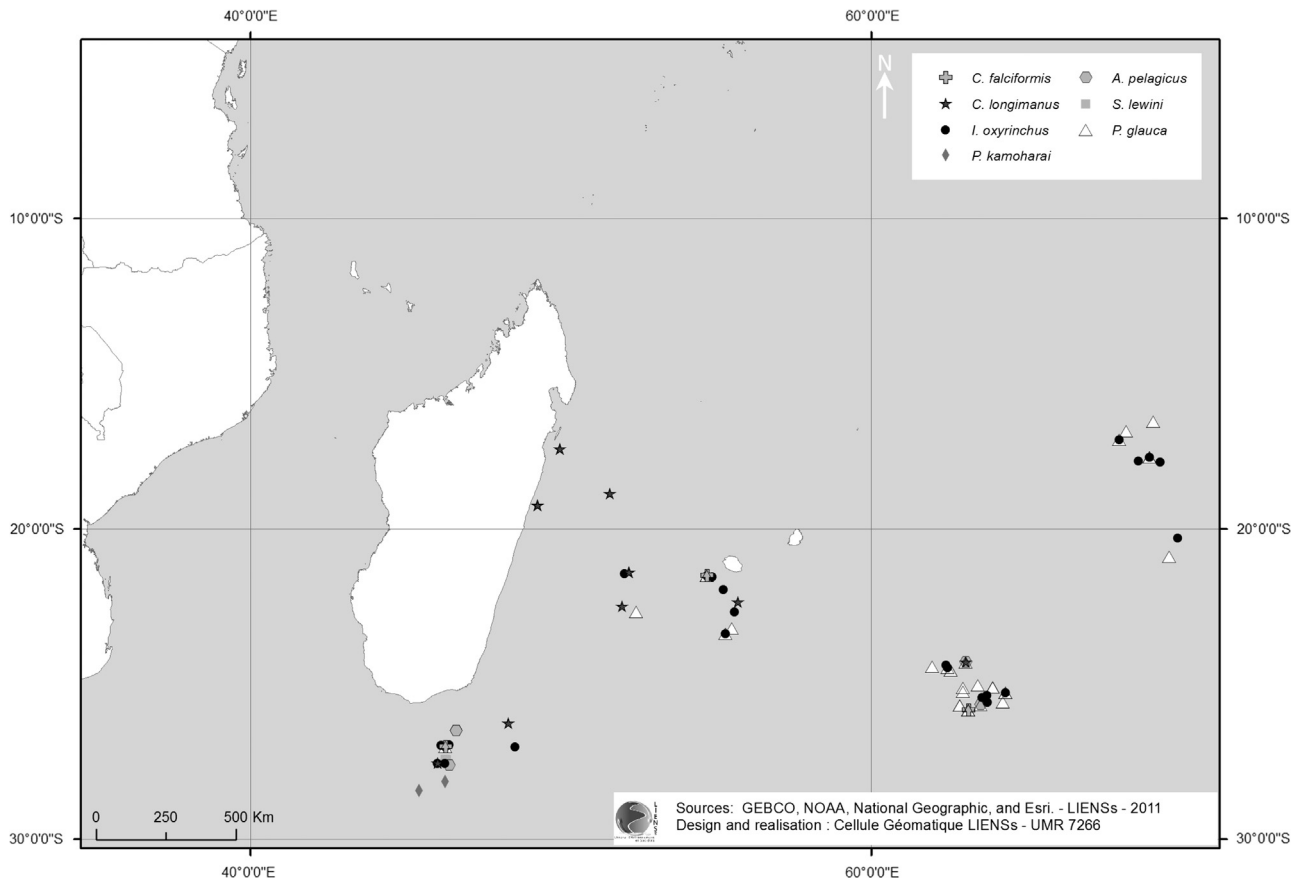 40°0'0"E 60°0'0"E
N
C. falciformis A. pelagicus
C. longimanus S. lewini
I. oxyrinchus P. glauca
P. kamoharai
10°0'0"S 10°0'0"S
20°0'0"S 20°0'0"S
0 250 500 Km
LIENSs
Sources: GEBCO, NOAA, National Geographic, and Esri. - LIENSs - 2011
Design and realisation : Cellule Géomatique LIENSs - UMR 7266
30°0'0"S 30°0'0"S
40°0'0"E 60°0'0"E